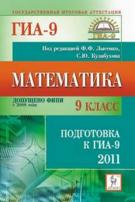 ГОСУДАРСТВЕННАЯ ИТОГОВАЯ АТТЕСТАЦИЯ
ГИА-9
Под редакцией Ф.Ф. Лысенко,
С.Ю. Кулабухова
МАТЕМАТИКА
ДОПУЩЕНО ФИПИ
9 КЛАСС
ПОДГОТОВКА
К ГИА-9
2011